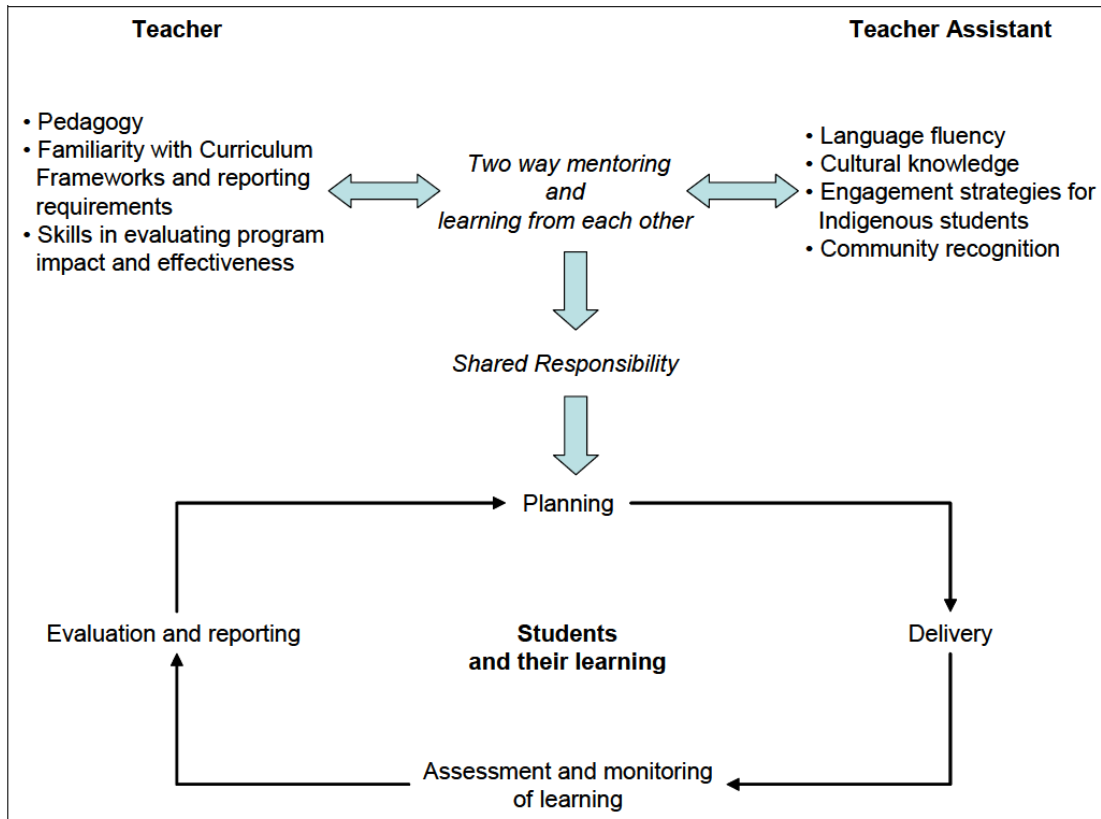 Teacher
Teacher Assistant
• Pedagogy
• Familiarity with Curriculum
Frameworks and reporting
requirements
• Skills in evaluating program
impact and effectiveness
Two way mentoring
and
learning from each other
• Language fluency
• Cultural knowledge
• Engagement strategies for
Indigenous students
• Community recognition
Shared Responsibility
Planning
Evaluation and reporting
Students
and their learning
Delivery
Assessment and monitoring
of learning